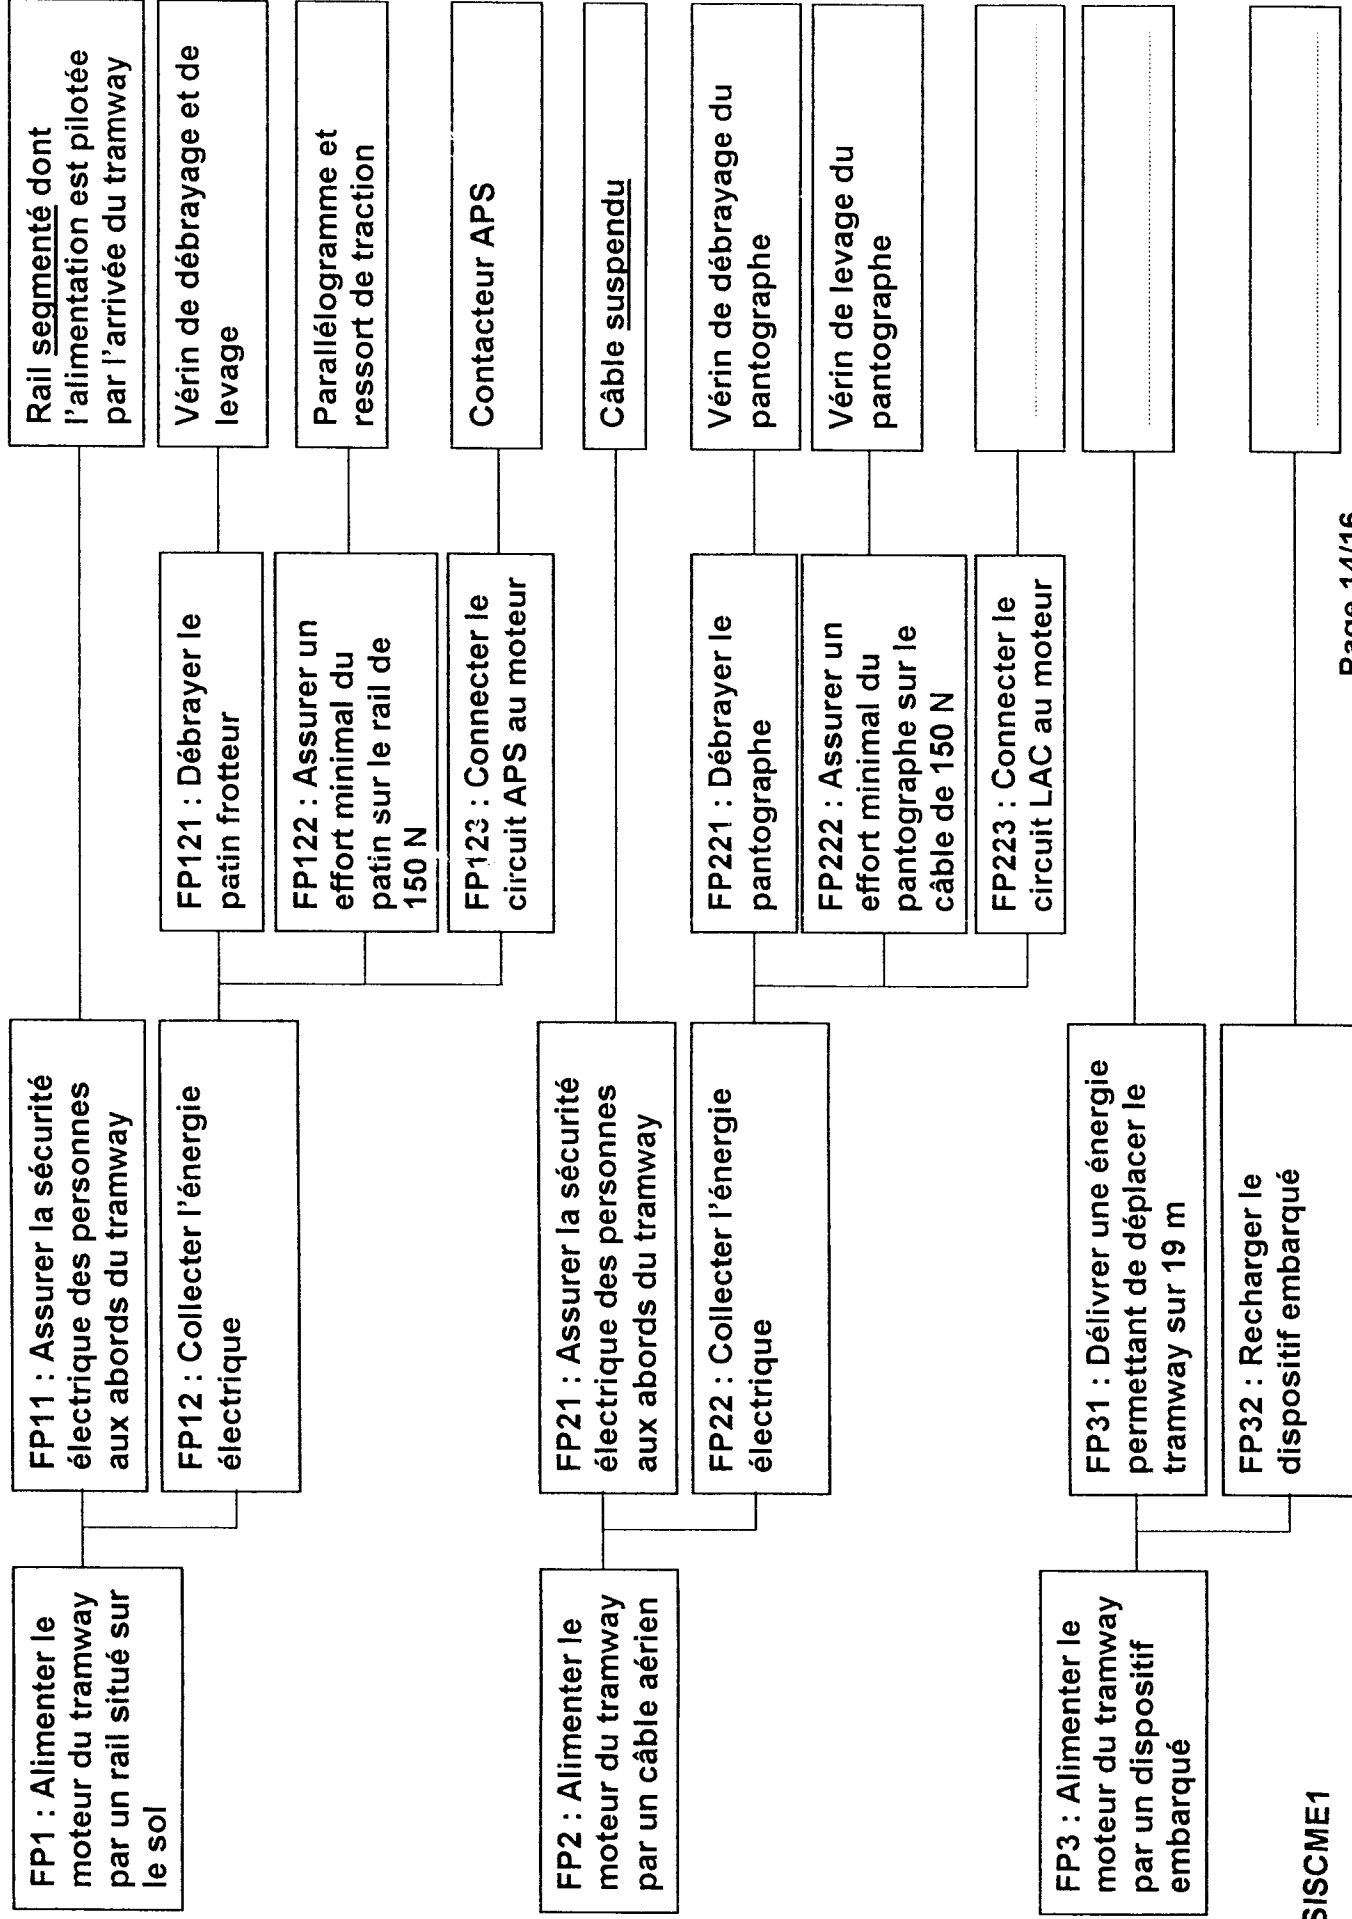 FP1 : Alimenter le
moteur du tramway
par un rail situé sur
le sol
FP11 : Assurer la sécurité
électrique des personnes
aux abords du tramway
Rail segmenté dont
l'alimentation est pilotée
par l'arrivée du tramway
FP12 : Collecter l'énergie
électrique
FP121 : Débrayer le
patin frotteur
Vérin de débrayage et de
levage
FP122 : Assurer un
effort minimal du
patin sur le rail de
150 N
Parallélogramme et
ressort de traction
FP123 : Connecter le
circuit APS au moteur
Contacteur APS
FP2 : Alimenter le
moteur du tramway
par un câble aérien
FP21 : Assurer la sécurité
électrique des personnes
aux abords du tramway
Câble suspendu
FP22 : Collecter l'énergie
électrique
FP221 : Débrayer le
pantographe
Vérin de débrayage du
pantographe
FP222 : Assurer un
effort minimal du
pantographe sur le
câble de 150 N
Vérin de levage du
pantographe
FP223 : Connecter le
circuit LAC au moteur
FP3 : Alimenter le
moteur du tramway
par un dispositif
embarqué
FP31 : Délivrer une énergie
permettant de déplacer le
tramway sur 19 m
FP32 : Recharger le
dispositif embarqué
SISCME1
Page 14/16